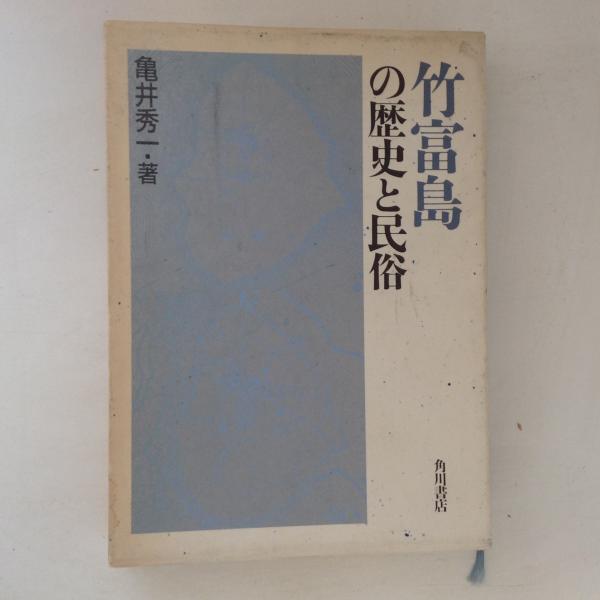 竹富島
の歴史と民俗
亀井秀一・著
角川書店